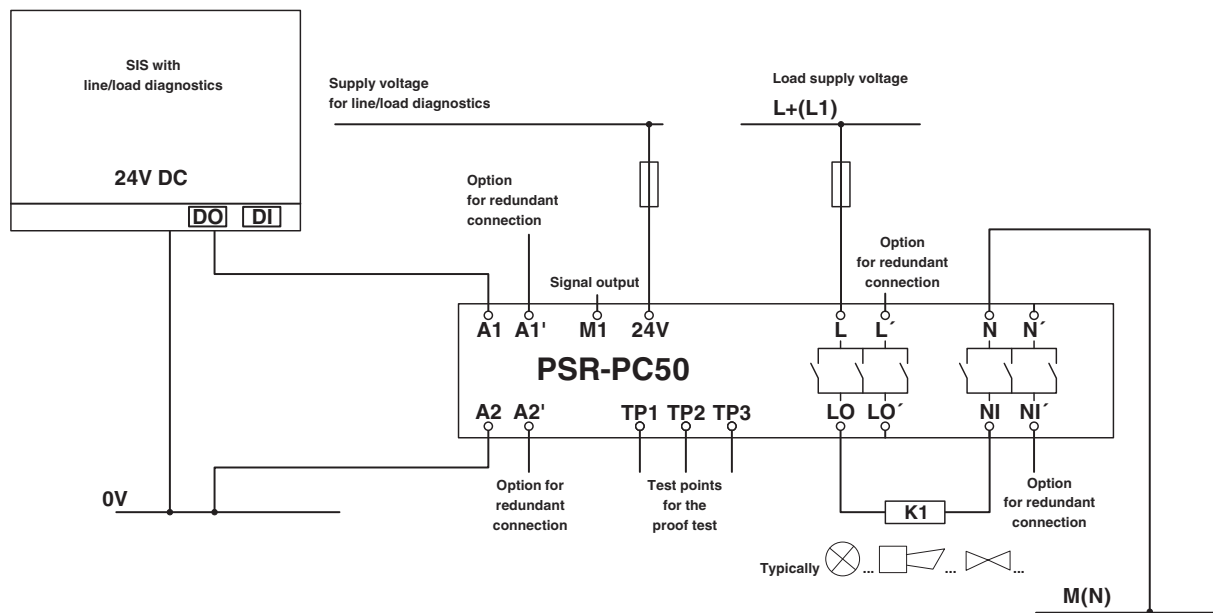 SIS with
line/load diagnostics
24V DC
DO DI
Supply voltage
for line/load diagnostics
Load supply voltage
L+(L1)
Option
for redundant
connection
Signal output
Option
for redundant
connection
A1 A1' M1 24V L L´ N N´
PSR-PC50
A2 A2' TP1 TP2 TP3 LO LO´ NI NI´
0V
Option for
redundant
connection
Test points
for the
proof test
K1
Option
for redundant
connection
Typically ... ... ...
M(N)